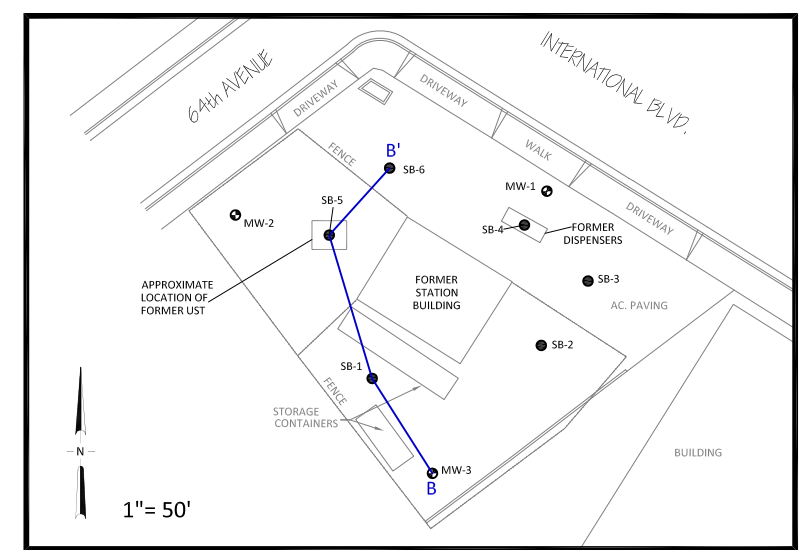 INTERNATIONAL BLVD.
64th AVENUE
DRIVEWAY
DRIVEWAY
WALK
DRIVEWAY
FENCE
B'
SB-6
MW-1
SB-5
MW-2
SB-4
FORMER
DISPENSERS
APPROXIMATE
LOCATION OF
FORMER UST
FORMER
STATION
BUILDING
SB-3
AC. PAVING
SB-2
SB-1
FENCE
STORAGE
CONTAINERS
BUILDING
MW-3
B
N
1"= 50'